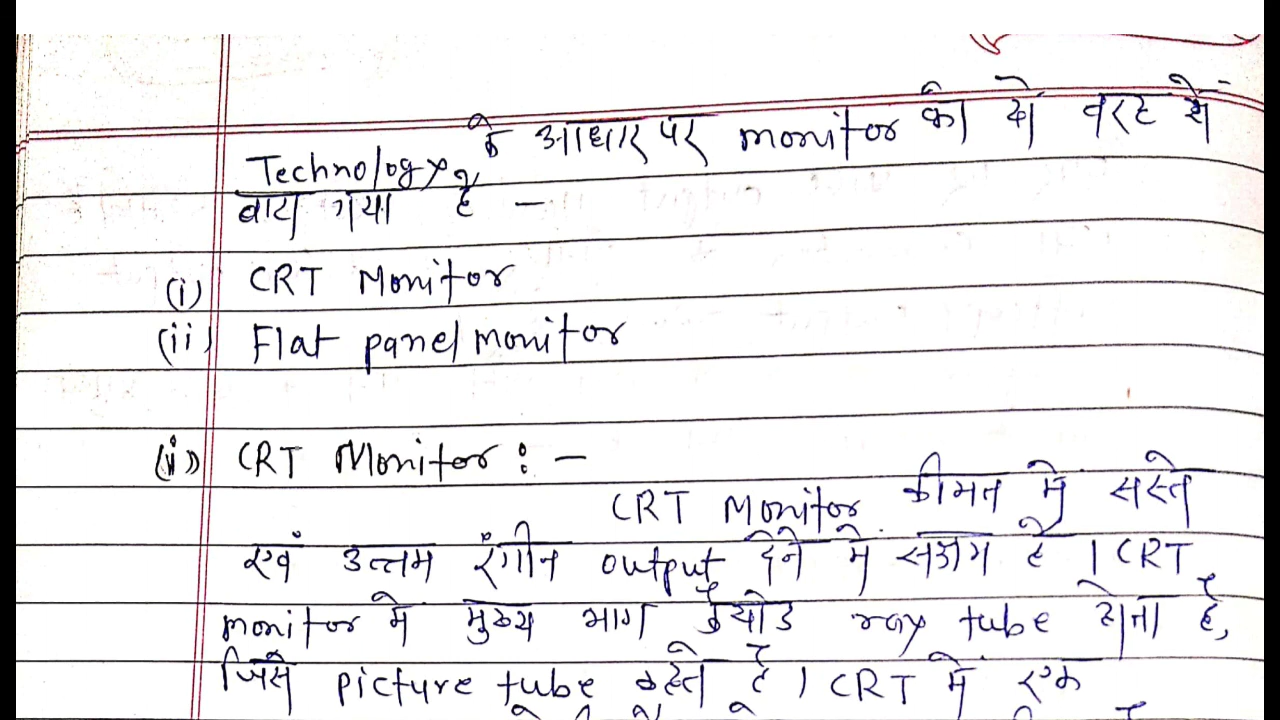 Technology के आधार पर monitor को दो तरह से
बाटा गया है –
(i) CRT Monitor
(ii) Flat panel monitor
(i) CRT Monitor : –
CRT Monitor कीमत में सस्ते
एवं उत्तम रंगीन output देने में सक्षम है । CRT
monitor में मुख्य भाग कैथोड ray tube होता है,
जिसे picture tube कहते है । CRT में एक